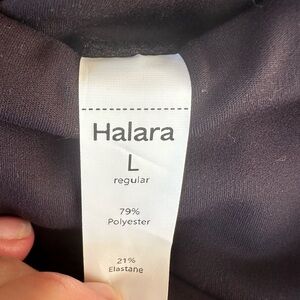 Halara
L
regular
79%
Polyester
21%
Elastane